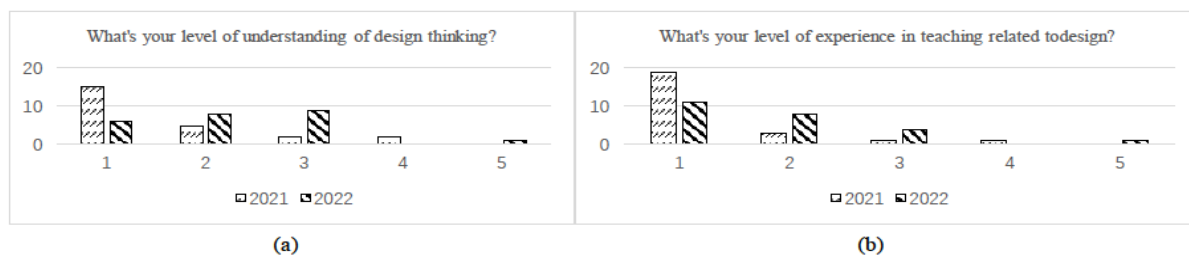 What's your level of understanding of design thinking?
20
10
0
1 2 3 4 5
2021 2022
(a)
What's your level of experience in teaching related todesign?
20
10
0
1 2 3 4 5
2021 2022
(b)